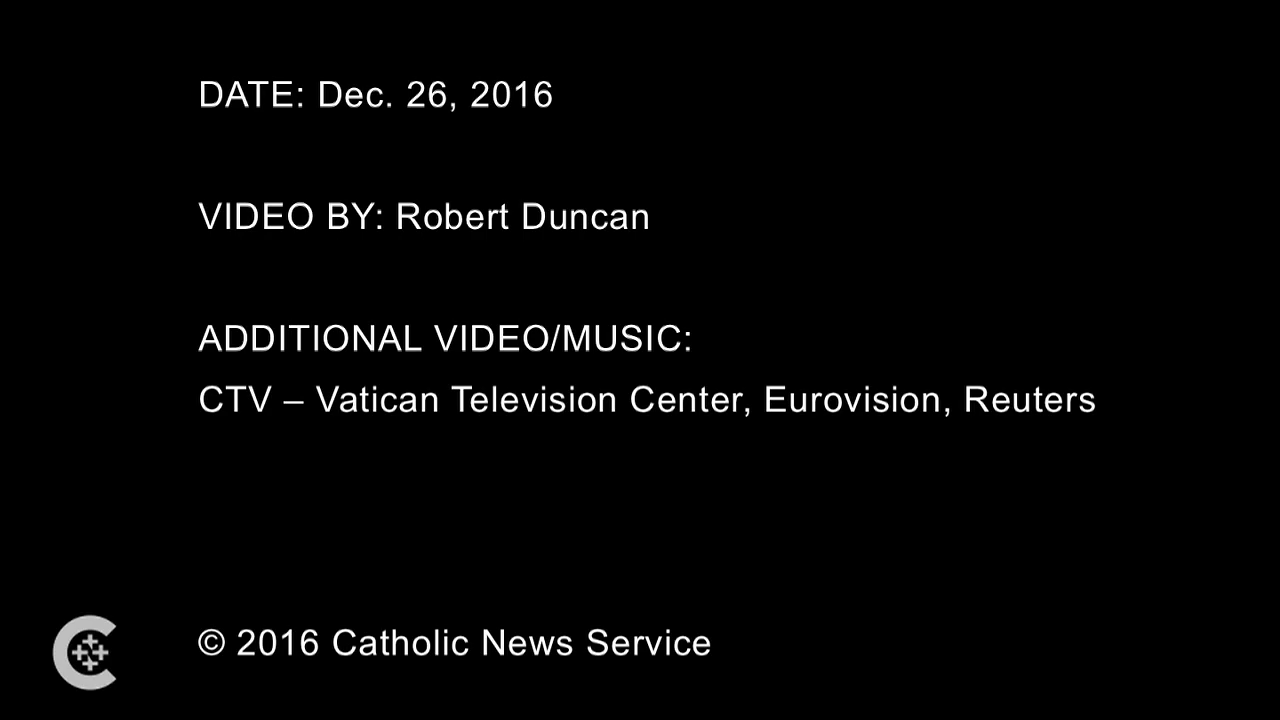 DATE: Dec. 26, 2016
VIDEO BY: Robert Duncan
ADDITIONAL VIDEO/MUSIC:
CTV – Vatican Television Center, Eurovision, Reuters
© 2016 Catholic News Service